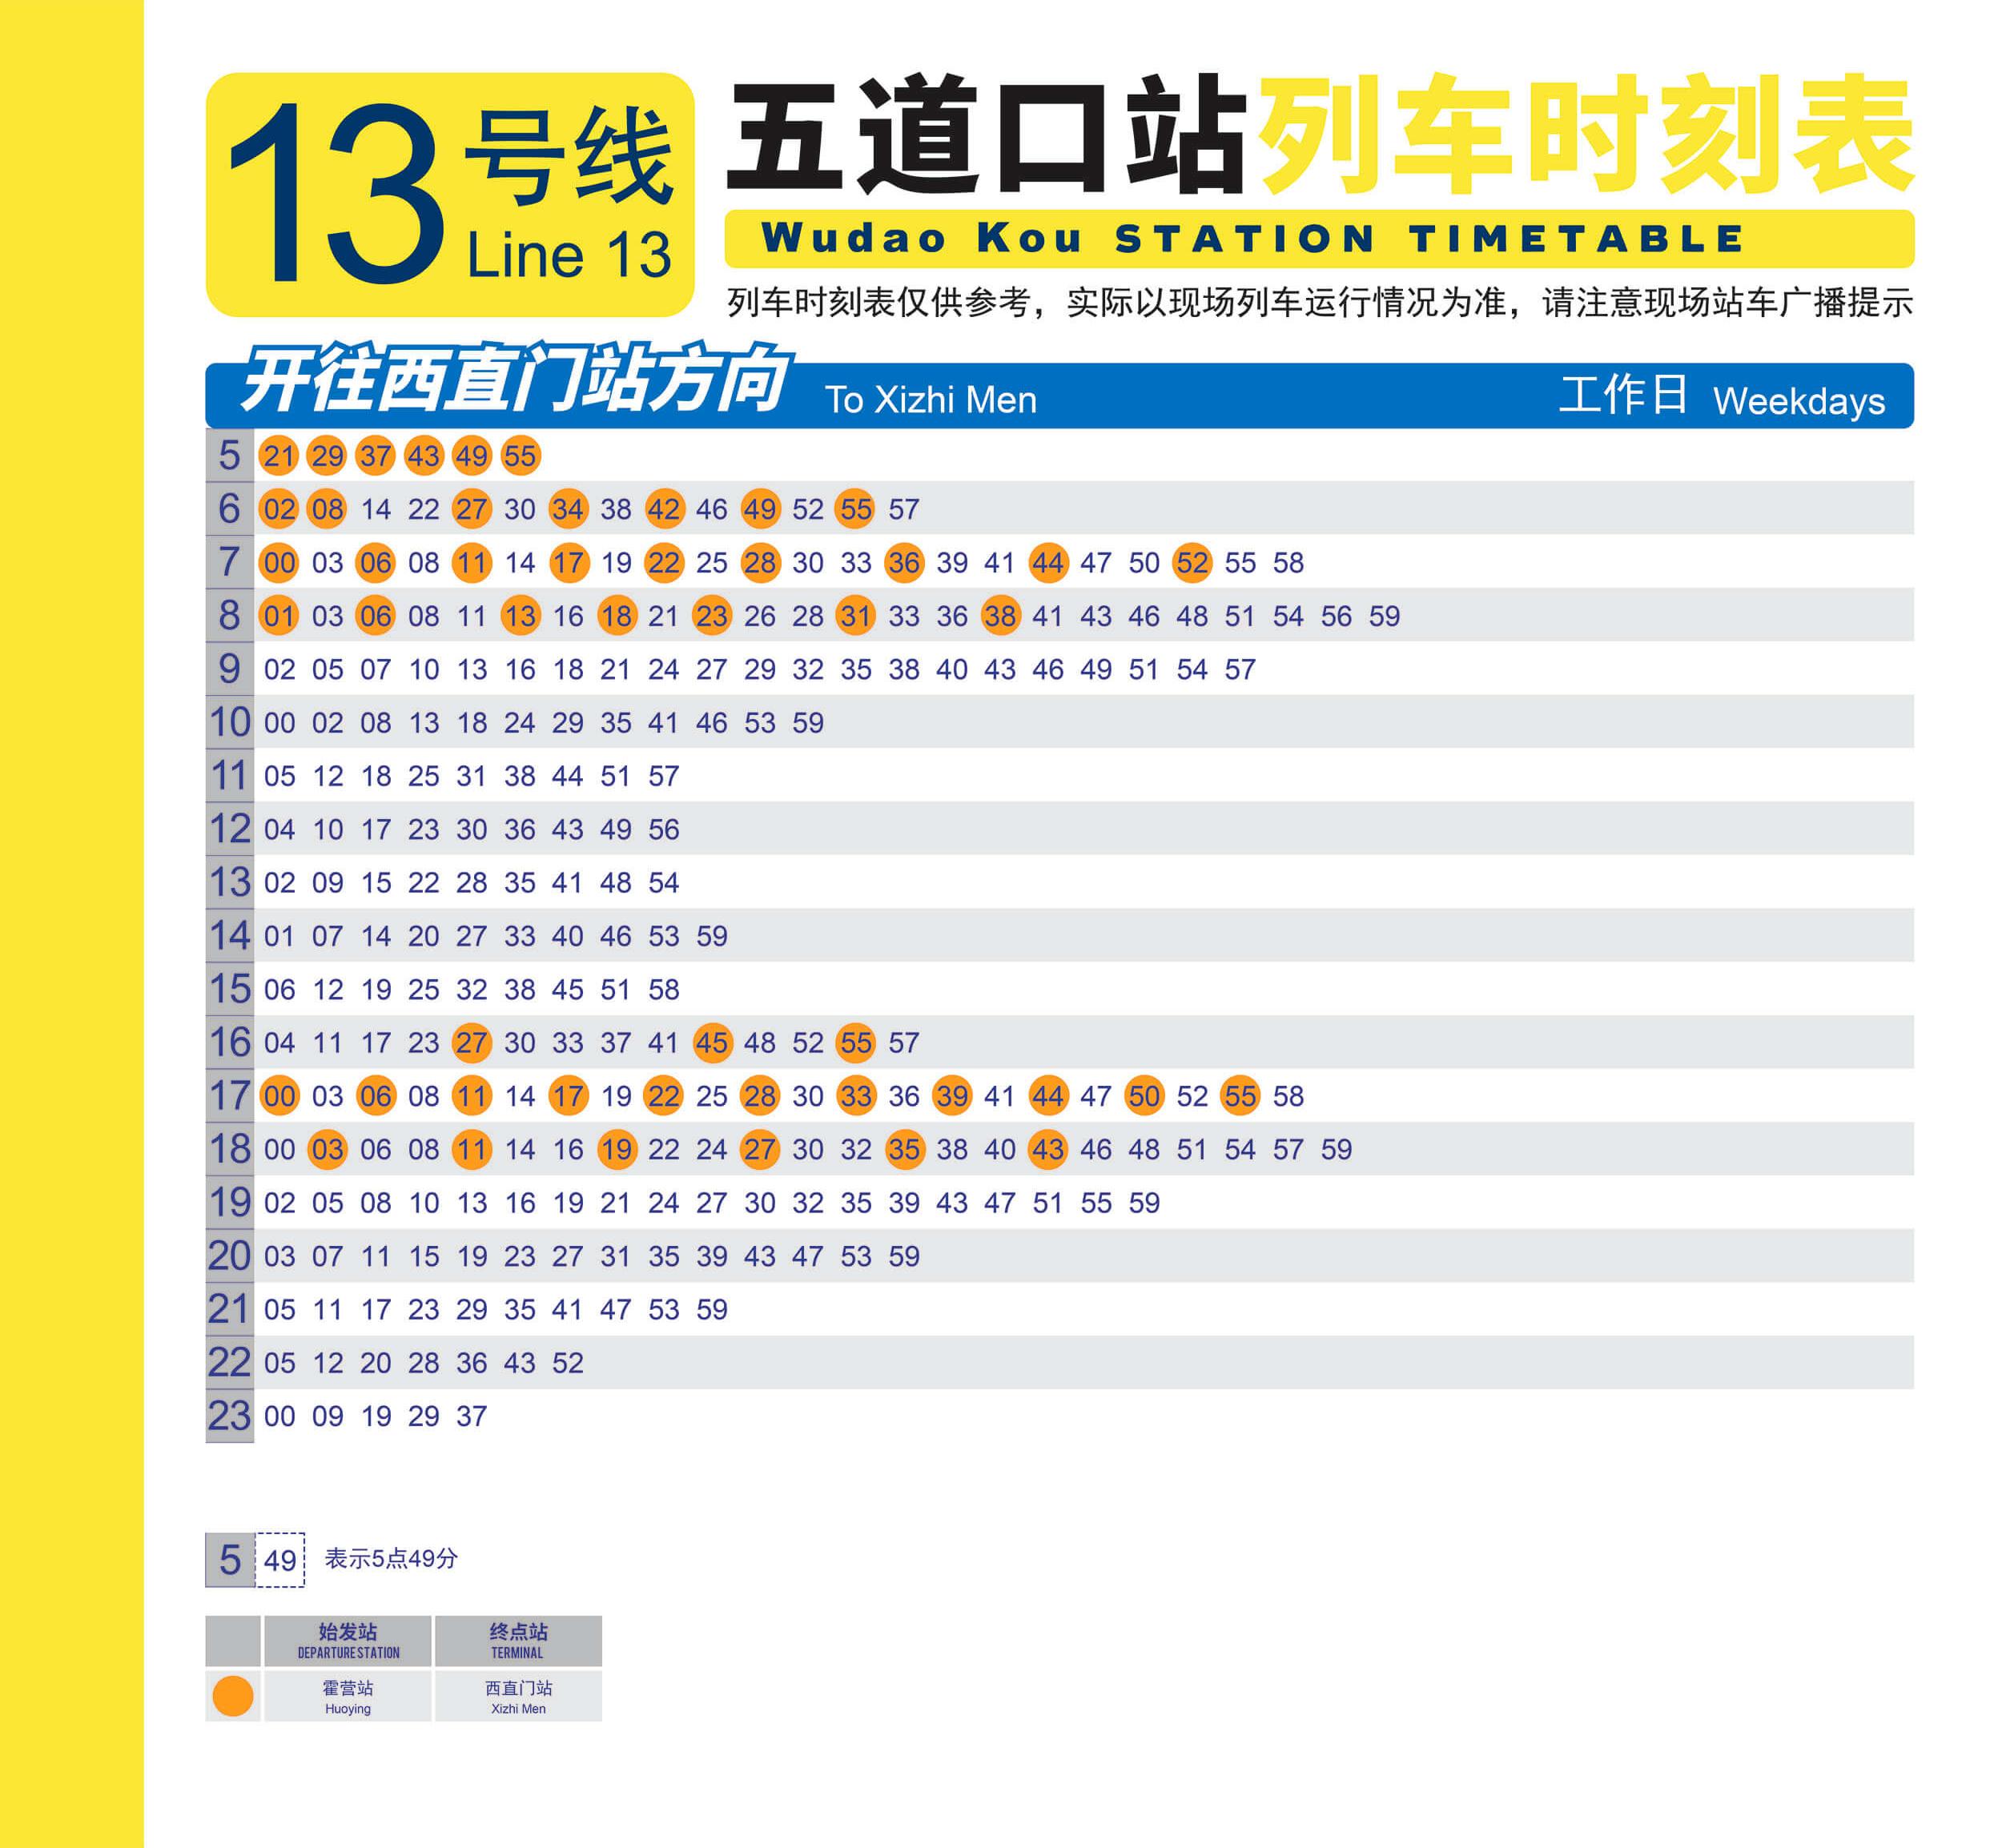 13号线
Line 13
五道口站列车时刻表
Wudao Kou STATION TIMETABLE
列车时刻表仅供参考，实际以现场列车运行情况为准，请注意现场站车广播提示
开往西直门站方向 To Xizhi Men 工作日 Weekdays
5 21 29 37 43 49 55
6 02 08 14 22 27 30 34 38 42 46 49 52 55 57
7 00 03 06 08 11 14 17 19 22 25 28 30 33 36 39 41 44 47 50 52 55 58
8 01 03 06 08 11 13 16 18 21 23 26 28 31 33 36 38 41 43 46 48 51 54 56 59
9 02 05 07 10 13 16 18 21 24 27 29 32 35 38 40 43 46 49 51 54 57
10 00 02 08 13 18 24 29 35 41 46 53 59
11 05 12 18 25 31 38 44 51 57
12 04 10 17 23 30 36 43 49 56
13 02 09 15 22 28 35 41 48 54
14 01 07 14 20 27 33 40 46 53 59
15 06 12 19 25 32 38 45 51 58
16 04 11 17 23 27 30 33 37 41 45 48 52 55 57
17 00 03 06 08 11 14 17 19 22 25 28 30 33 36 39 41 44 47 50 52 55 58
18 00 03 06 08 11 14 16 19 22 24 27 30 32 35 38 40 43 46 48 51 54 57 59
19 02 05 08 10 13 16 19 21 24 27 30 32 35 39 43 47 51 55 59
20 03 07 11 15 19 23 27 31 35 39 43 47 53 59
21 05 11 17 23 29 35 41 47 53 59
22 05 12 20 28 36 43 52
23 00 09 19 29 37
5 49 表示5点49分
始发站 终点站
DEPARTURE STATION TERMINAL
霍营站 西直门站
Huoying Xizhi Men